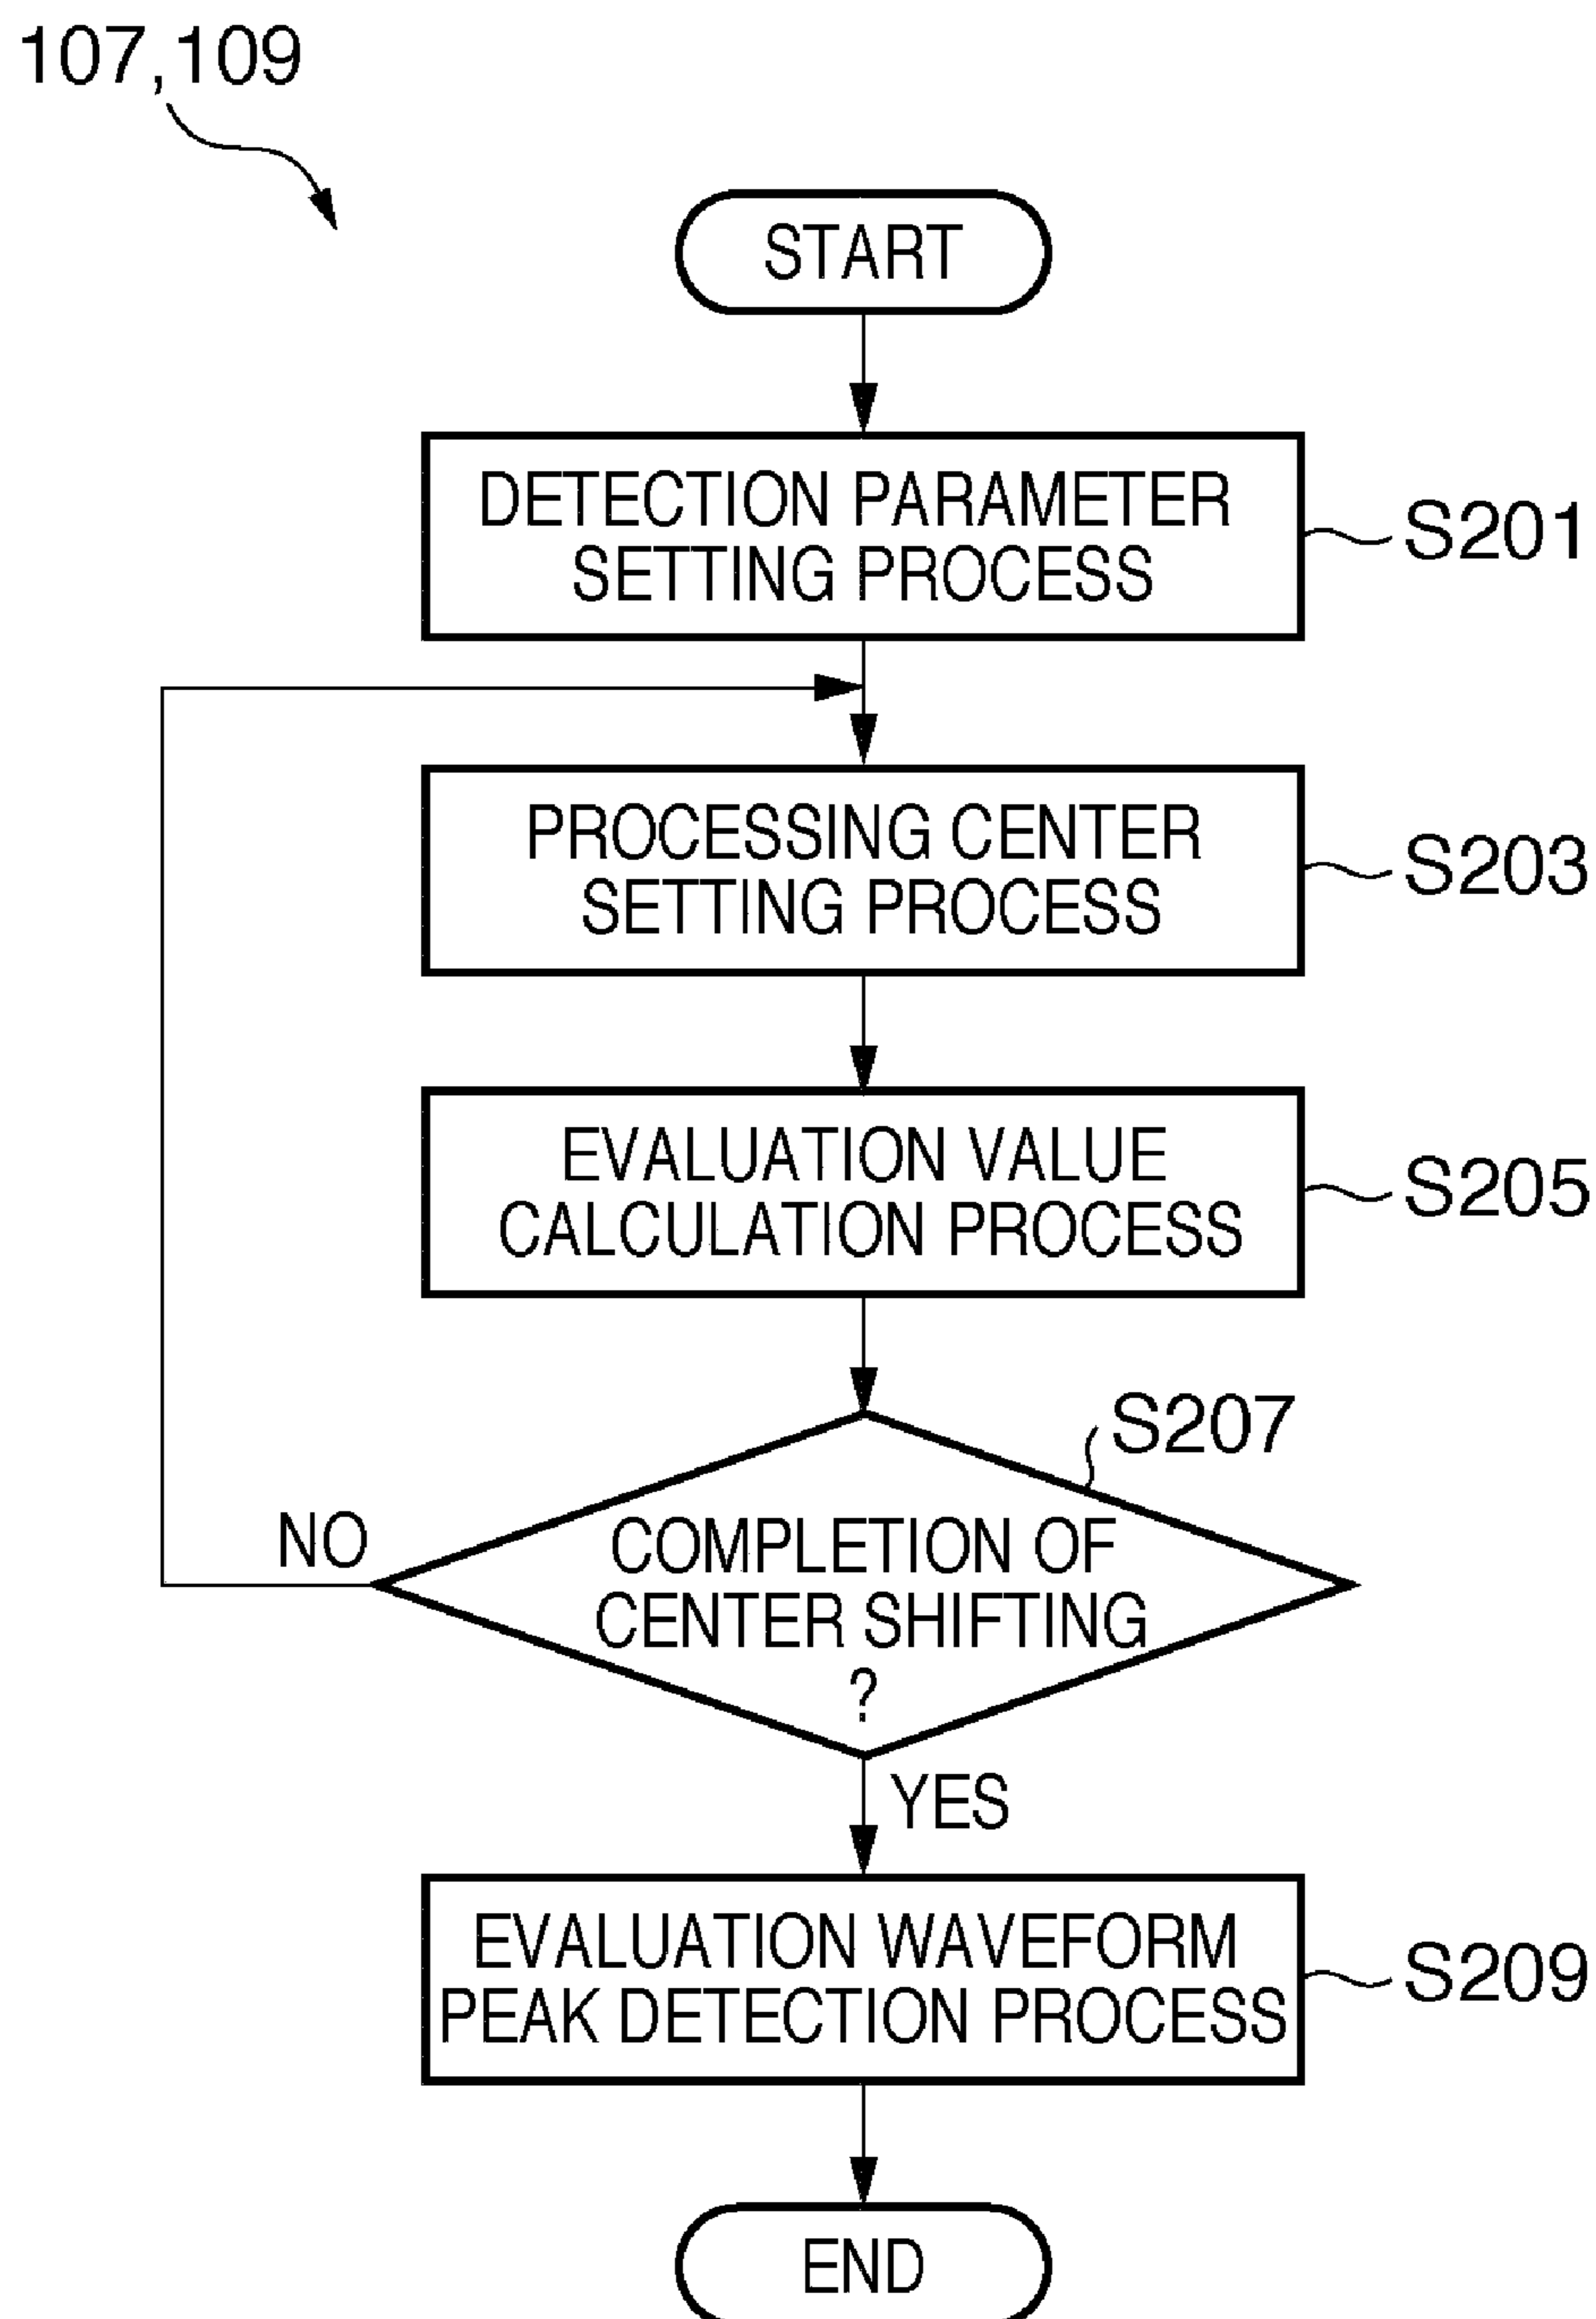 107,109
START
DETECTION PARAMETER
SETTING PROCESS
S201
PROCESSING CENTER
SETTING PROCESS
S203
EVALUATION VALUE
CALCULATION PROCESS
S205
S207
COMPLETION OF
CENTER SHIFTING
?
NO
YES
EVALUATION WAVEFORM
PEAK DETECTION PROCESS
S209
END